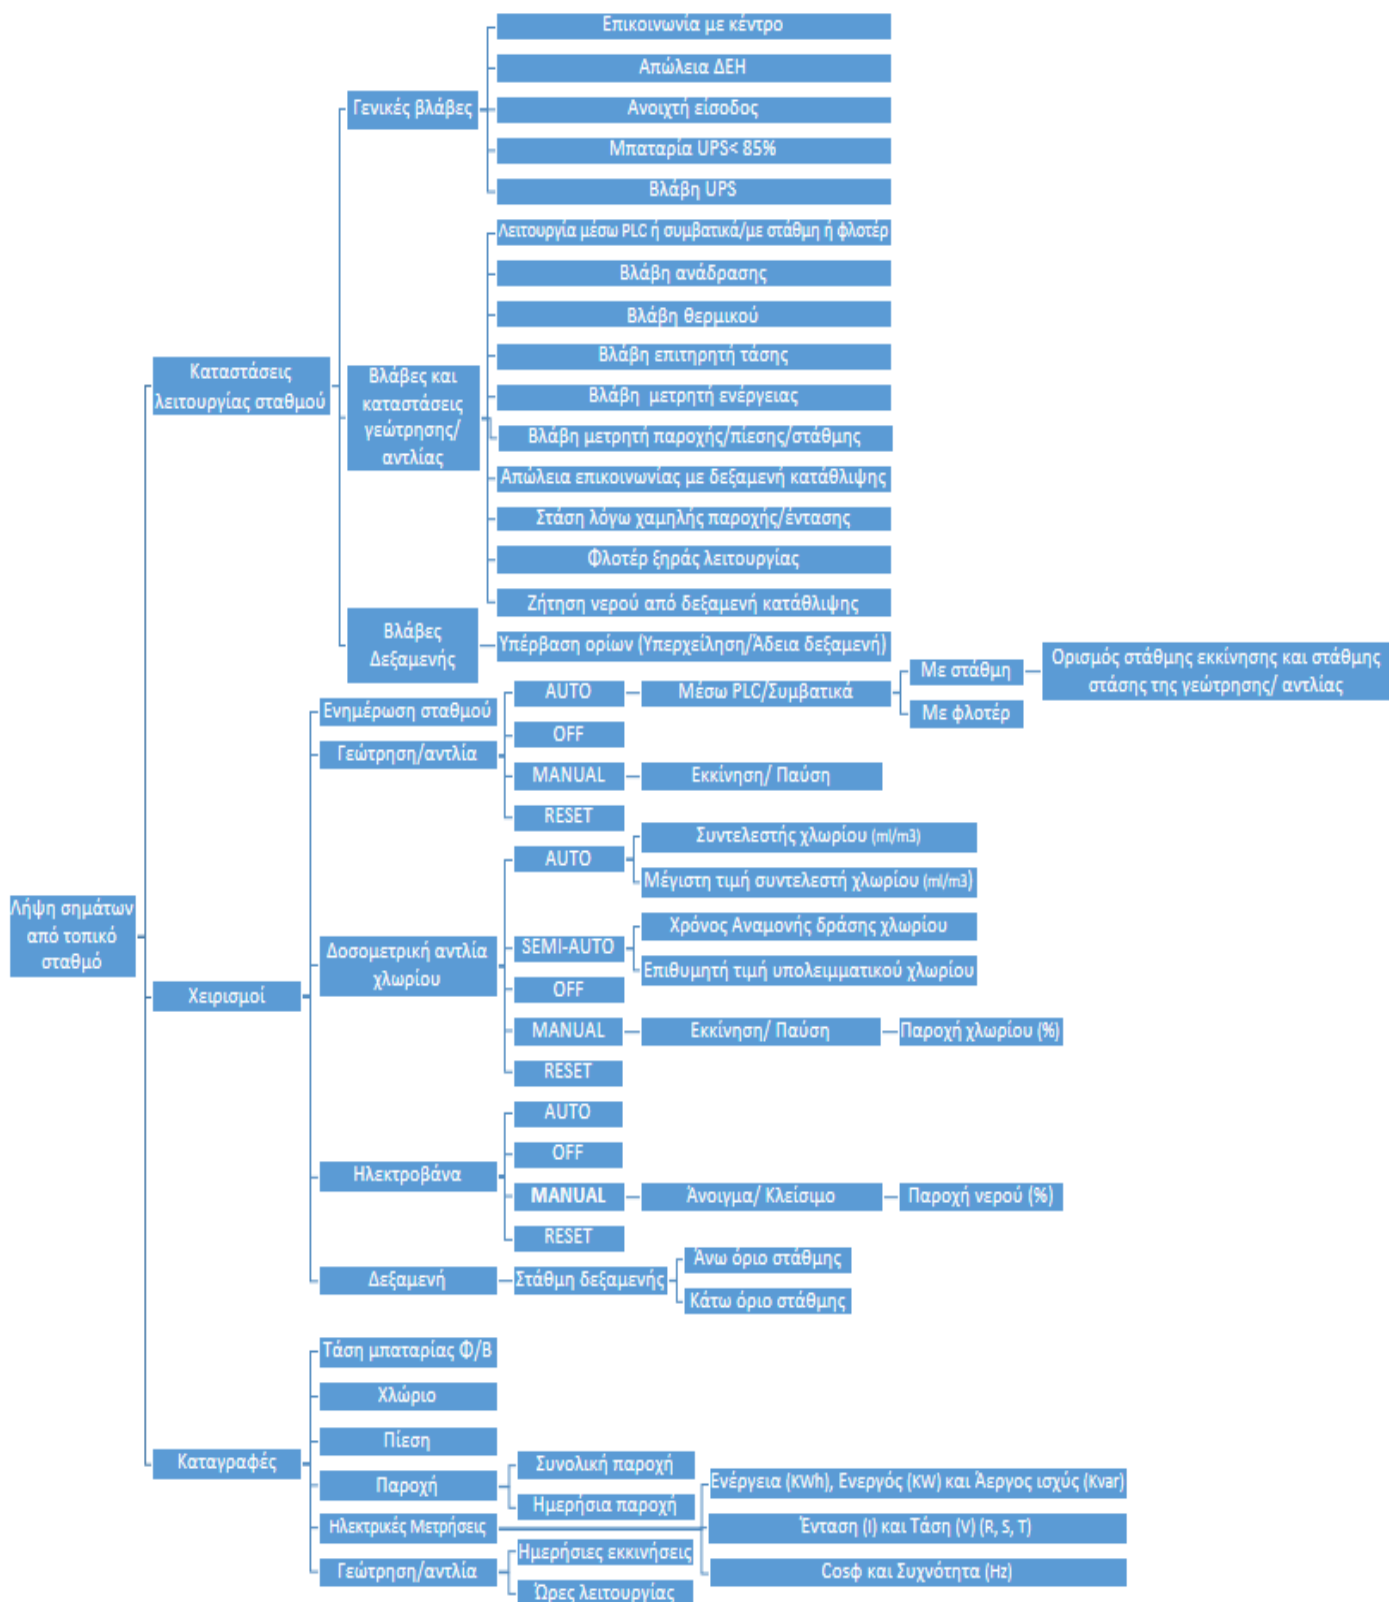 Επικοινωνία με κέντρο
Απώλεια ΔΕΗ
Γενικές βλάβες
Ανοιχτή είσοδος
Μπαταρία UPS< 85%
Βλάβη UPS
Λειτουργία μέσω PLC ή συμβατικά/με στάθμη ή φλοτέρ
Βλάβη ανάδρασης
Βλάβη θερμικού
Βλάβη επιτηρητή τάσης
Καταστάσεις
λειτουργίας σταθμού
Βλάβες και
καταστάσεις
γεώτρησης/
αντλίας
Βλάβη μετρητή ενέργειας
Βλάβη μετρητή παροχής/πίεσης/στάθμης
Απώλεια επικοινωνίας με δεξαμενή κατάθλιψης
Στάση λόγω χαμηλής παροχής/έντασης
Φλοτέρ ξηράς λειτουργίας
Ζήτηση νερού από δεξαμενή κατάθλιψης
Βλάβες
Δεξαμενής
Υπέρβαση ορίων (Υπερχείληση/Άδεια δεξαμενή)
Ενημέρωση σταθμού
Γεώτρηση/αντλία
AUTO
Μέσω PLC/Συμβατικά
Με στάθμη
Ορισμός στάθμης εκκίνησης και στάθμης
στάσης της γεώτρησης/ αντλίας
Με φλοτέρ
OFF
MANUAL
Εκκίνηση/ Παύση
RESET
Συντελεστής χλωρίου (ml/m3)
AUTO
Μέγιστη τιμή συντελεστή χλωρίου (ml/m3)
Λήψη σημάτων
από τοπικό
σταθμό
Χειρισμοί
Δοσομετρική αντλία
χλωρίου
Χρόνος Αναμονής δράσης χλωρίου
SEMI-AUTO
Επιθυμητή τιμή υπολειμματικού χλωρίου
OFF
MANUAL
Εκκίνηση/ Παύση
Παροχή χλωρίου (%)
RESET
AUTO
OFF
Ηλεκτροβάνα
MANUAL
Άνοιγμα/ Κλείσιμο
Παροχή νερού (%)
RESET
Άνω όριο στάθμης
Δεξαμενή
Στάθμη δεξαμενής
Κάτω όριο στάθμης
Τάση μπαταρίας Φ/Β
Χλώριο
Πίεση
Καταγραφές
Συνολική παροχή
Παροχή
Ημερήσια παροχή
Ενέργεια (KWh), Ενεργός (KW) και Άεργος ισχύς (Kvar)
Ηλεκτρικές Μετρήσεις
Ένταση (I) και Τάση (V) (R, S, T)
Ημερήσιες εκκινήσεις
Γεώτρηση/αντλία
Cosφ και Συχνότητα (Hz)
Ώρες λειτουργίας